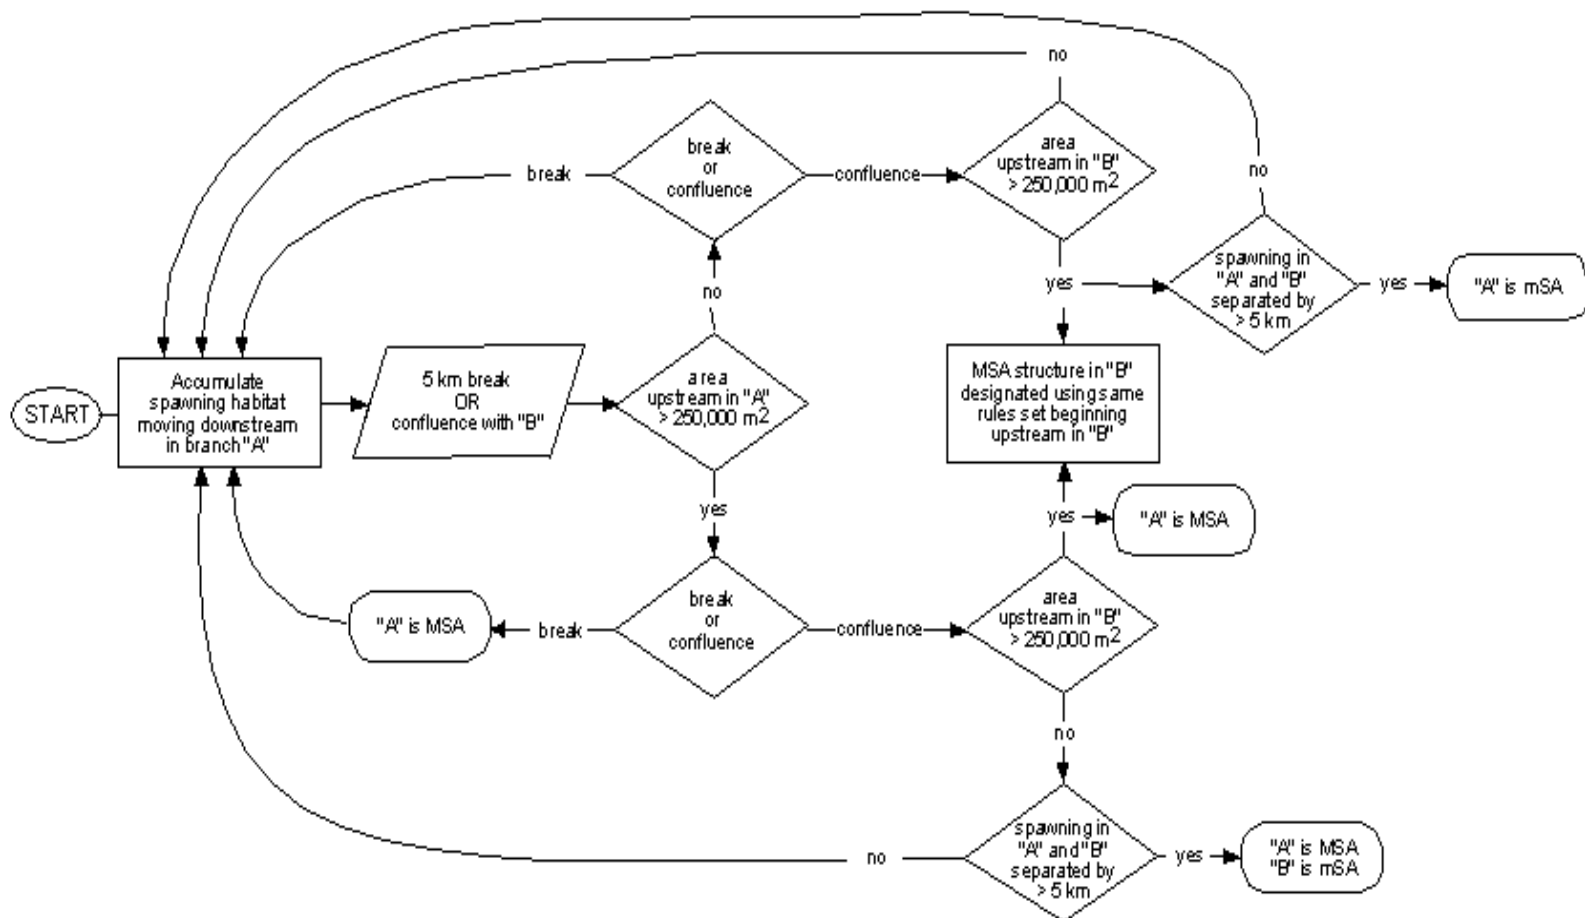 no
break
or
confluence
break
confluence
area
upstream in "B"
> 250,000 m2
no
spawning in
"A" and "B"
separated by
> 5 km
yes
"A" is mSA
yes
no
START
Accumulate
spawning habitat
moving downstream
in branch "A"
5 km break
OR
confluence with "B"
area
upstream in "A"
> 250,000 m2
MSA structure in "B"
designated using same
rules set beginning
upstream in "B"
yes
yes
"A" is MSA
"A" is MSA
break
break
or
confluence
confluence
area
upstream in "B"
> 250,000 m2
no
no
spawning in
"A" and "B"
separated by
> 5 km
yes
"A" is MSA
"B" is mSA